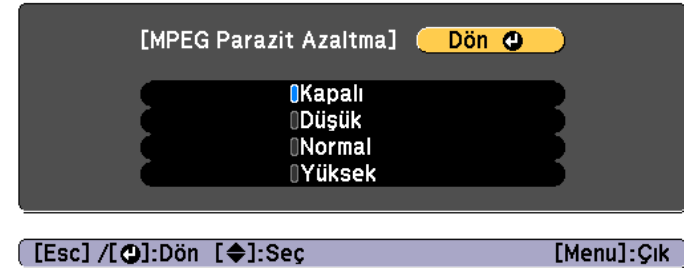 [MPEG Parazit Azaltma] Dön
Kapalı
Düşük
Normal
Yüksek
[Esc] /[⏎]:Dön [◆]:Seç [Menu]:Çık